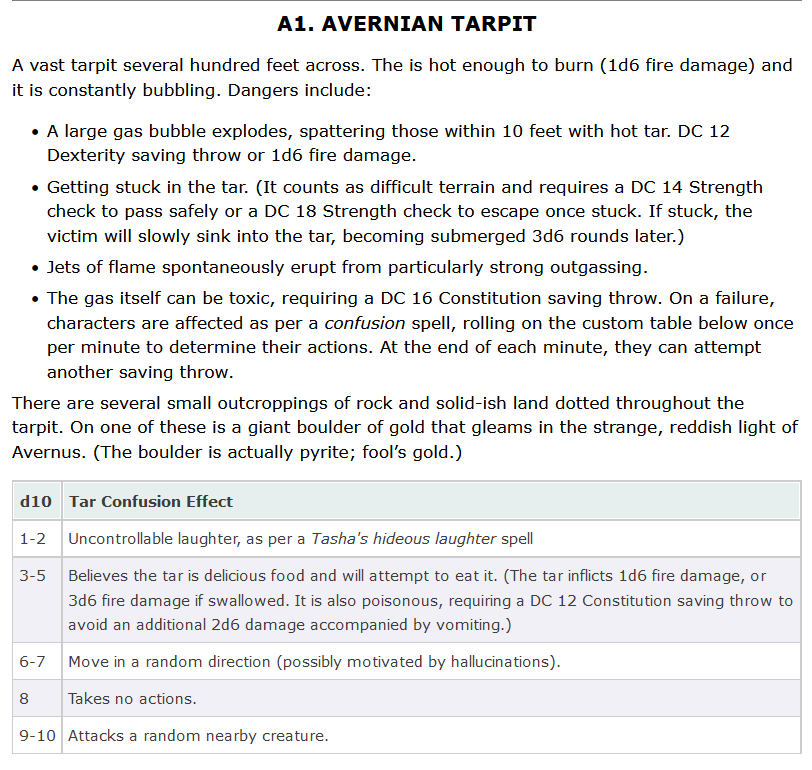 A1. AVERNIAN TARPIT
A vast tarpit several hundred feet across. The is hot enough to burn (1d6 fire damage) and
it is constantly bubbling. Dangers include:
• A large gas bubble explodes, spattering those within 10 feet with hot tar. DC 12
Dexterity saving throw or 1d6 fire damage.
• Getting stuck in the tar. (It counts as difficult terrain and requires a DC 14 Strength
check to pass safely or a DC 18 Strength check to escape once stuck. If stuck, the
victim will slowly sink into the tar, becoming submerged 3d6 rounds later.)
• Jets of flame spontaneously erupt from particularly strong outgassing.
• The gas itself can be toxic, requiring a DC 16 Constitution saving throw. On a failure,
characters are affected as per a confusion spell, rolling on the custom table below once
per minute to determine their actions. At the end of each minute, they can attempt
another saving throw.
There are several small outcroppings of rock and solid-ish land dotted throughout the
tarpit. On one of these is a giant boulder of gold that gleams in the strange, reddish light of
Avernus. (The boulder is actually pyrite; fool’s gold.)
d10 Tar Confusion Effect
1-2 Uncontrollable laughter, as per a Tasha's hideous laughter spell
3-5 Believes the tar is delicious food and will attempt to eat it. (The tar inflicts 1d6 fire damage, or
3d6 fire damage if swallowed. It is also poisonous, requiring a DC 12 Constitution saving throw to
avoid an additional 2d6 damage accompanied by vomiting.)
6-7 Move in a random direction (possibly motivated by hallucinations).
8 Takes no actions.
9-10 Attacks a random nearby creature.